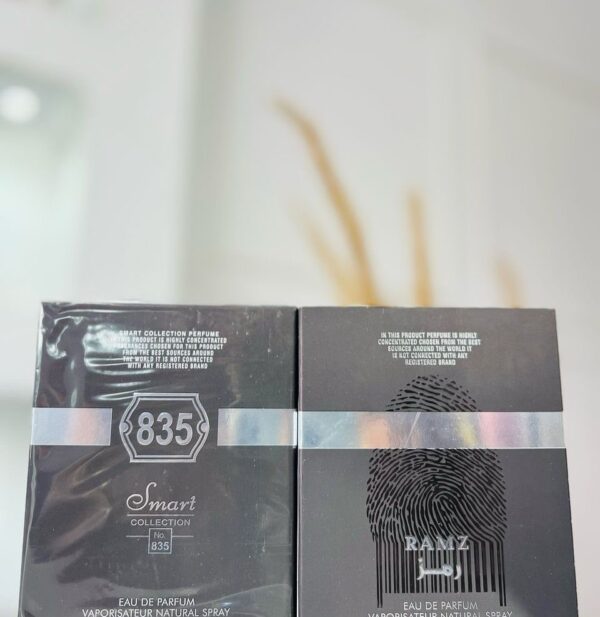 SMART COLLECTION PERFUME
IN THIS PRODUCT IS HIGHLY CONCENTRATED
FRAGRANCES CHOSEN FOR THIS PRODUCT
FROM THE BEST SOURCES AROUND
THE WORLD IT IS NOT CONNECTED
WITH ANY REGISTERED BRAND
835
Smart
COLLECTION
No.
835
EAU DE PARFUM
VAPORISATEUR NATURAL SPRAY
IN THIS PRODUCT PERFUME IS HIGHLY
CONCENTRATED CHOSEN FROM THE BEST
SOURCES AROUND THE WORLD IT
IS NOT CONNECTED WITH ANY
REGISTERED BRAND
RAMZ
رمز
EAU DE PARFUM
VAPORISATEUR NATURAL SPRAY